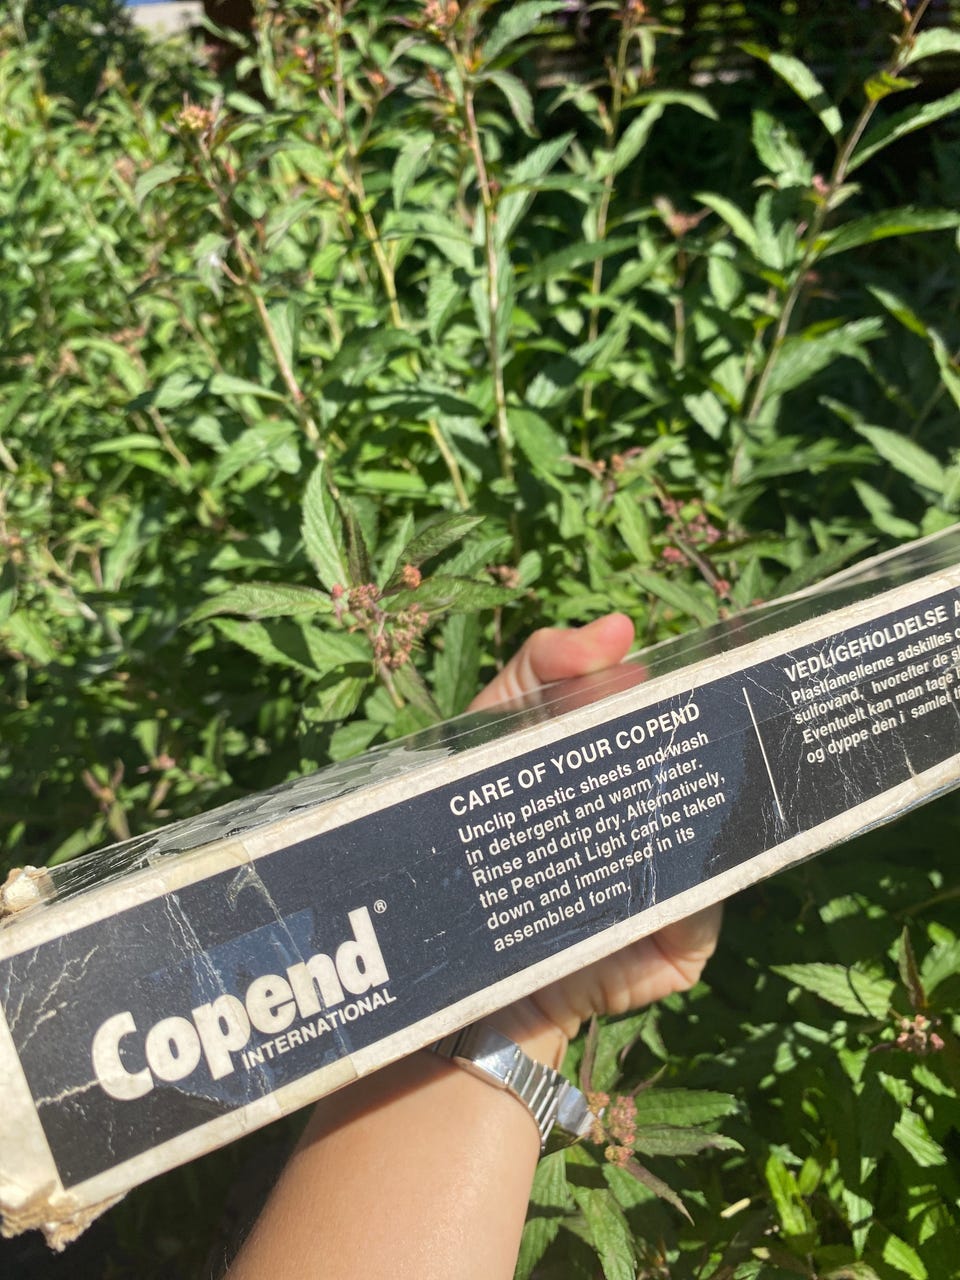 Copend®
INTERNATIONAL
CARE OF YOUR COPEND
Unclip plastic sheets and wash
in detergent and warm water.
Rinse and drip dry. Alternatively,
the Pendant Light can be taken
down and immersed in its
assembled form.
VEDLIGEHOLDELSE
Plastlamellerne adskilles
sulfovand, hvorefter de
Eventuelt kan man tage
og dyppe den i samlet